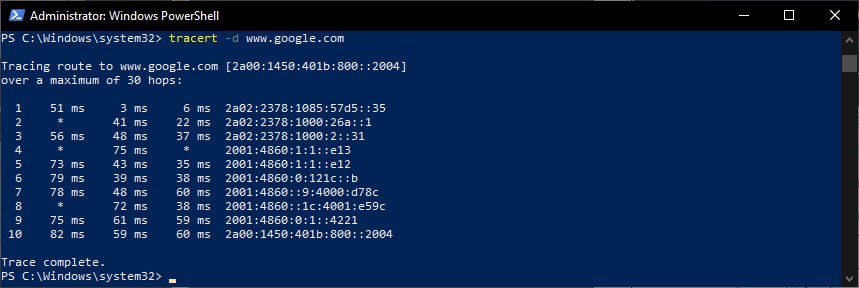 Administrator: Windows PowerShell
PS C:\Windows\system32> tracert -d www.google.com
Tracing route to www.google.com [2a00:1450:401b:800::2004]
over a maximum of 30 hops:
1 51 ms 3 ms 6 ms 2a02:2378:1085:57d5::35
2 * 41 ms 22 ms 2a02:2378:1000:26a::1
3 56 ms 48 ms 37 ms 2a02:2378:1000:2::31
4 * 75 ms * 2001:4860:1:1::e13
5 73 ms 43 ms 35 ms 2001:4860:1:1::e12
6 79 ms 39 ms 38 ms 2001:4860:0:121c::b
7 78 ms 48 ms 60 ms 2001:4860::9:4000:d78c
8 * 72 ms 38 ms 2001:4860::1c:4001:e59c
9 75 ms 61 ms 59 ms 2001:4860:0:1::4221
10 82 ms 59 ms 60 ms 2a00:1450:401b:800::2004
Trace complete.
PS C:\Windows\system32>